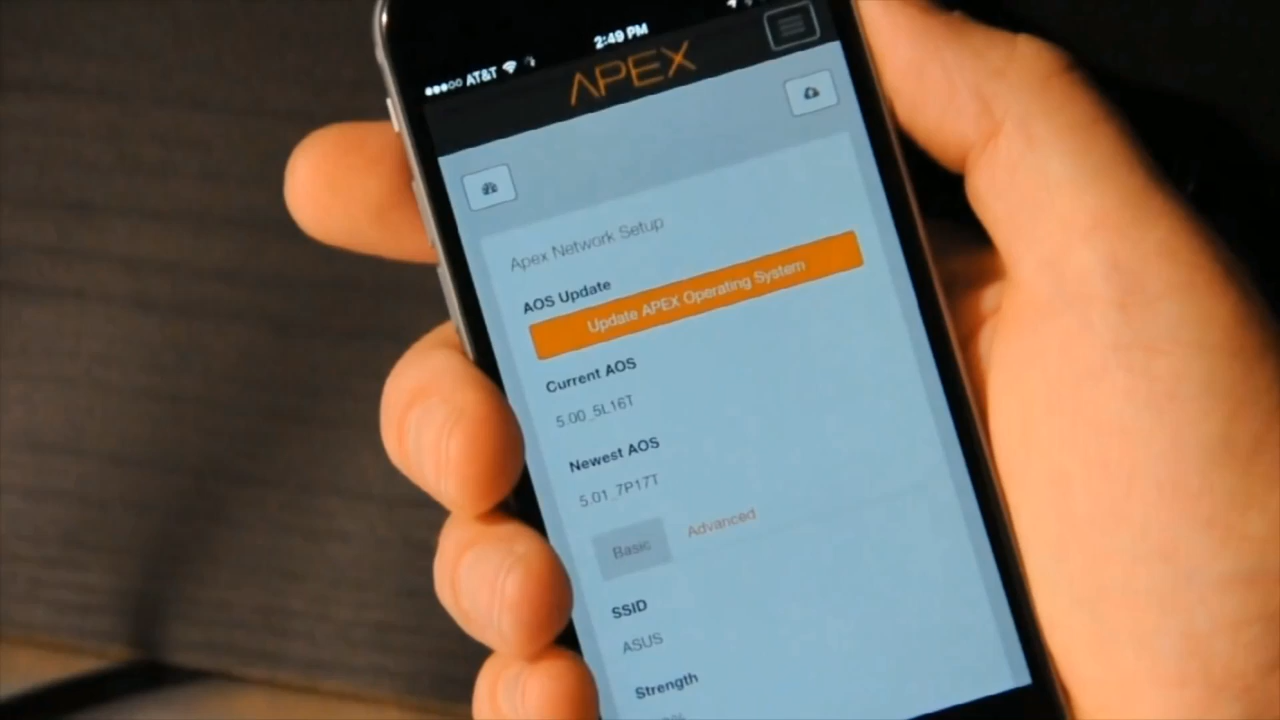 2:49 PM
AT&T
APEX
Apex Network Setup
AOS Update
Update APEX Operating System
Current AOS
5.00_5L16T
Newest AOS
5.01_7P17T
Basic
Advanced
SSID
ASUS
Strength